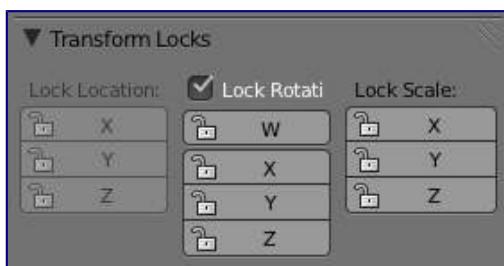 Transform Locks
Lock Location:
X
Y
Z
Lock Rotati
W
X
Y
Z
Lock Scale:
X
Y
Z